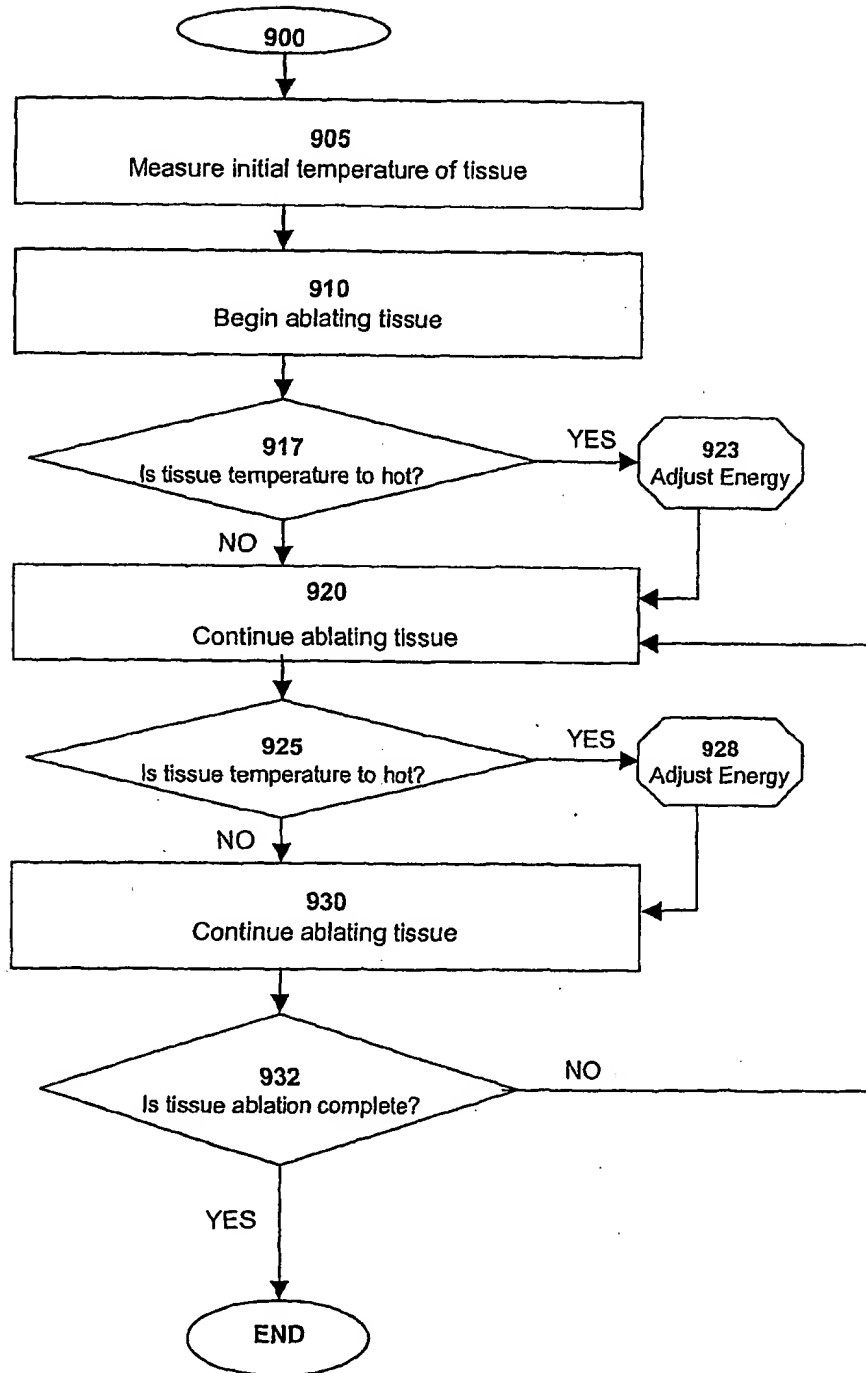 900
905
Measure initial temperature of tissue
910
Begin ablating tissue
917
Is tissue temperature to hot?
YES
923
Adjust Energy
NO
920
Continue ablating tissue
925
Is tissue temperature to hot?
YES
928
Adjust Energy
NO
930
Continue ablating tissue
932
Is tissue ablation complete?
NO
YES
END